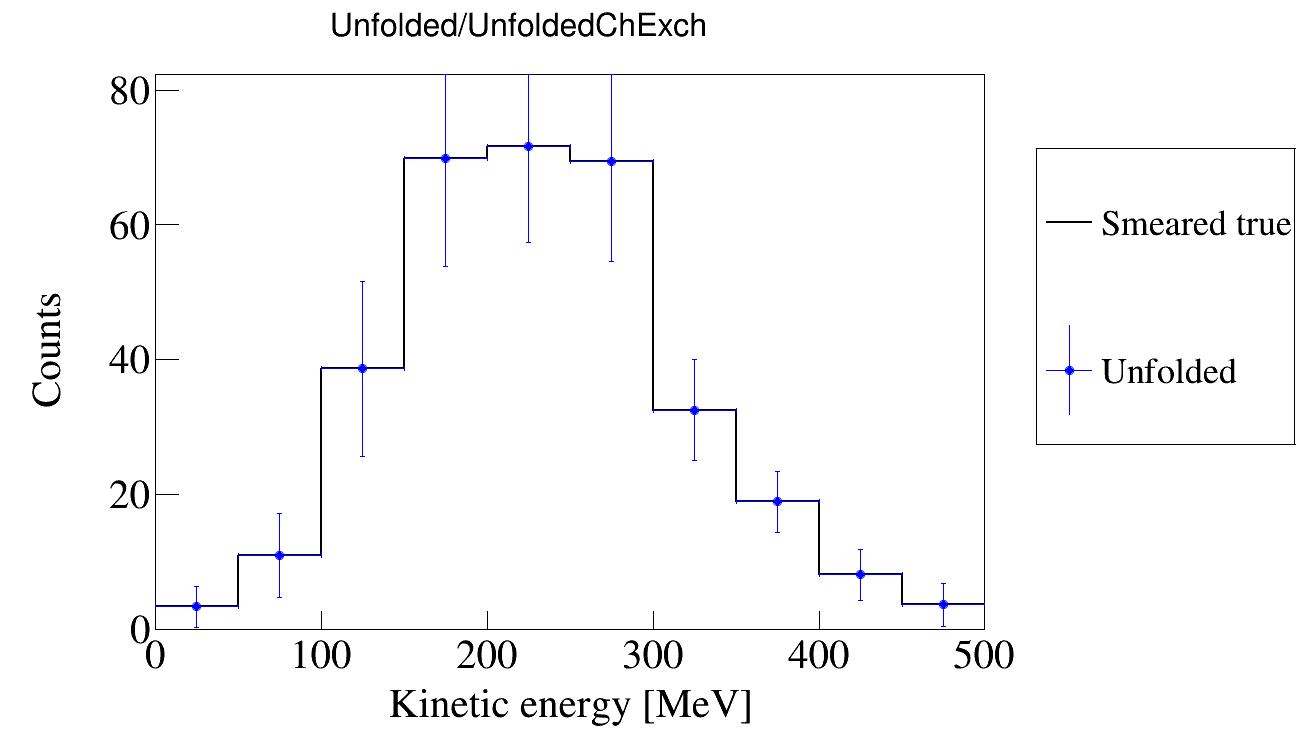 Unfolded/UnfoldedChExch
80
60
40
20
0
Counts
0 100 200 300 400 500
Kinetic energy [MeV]
Smeared true
Unfolded